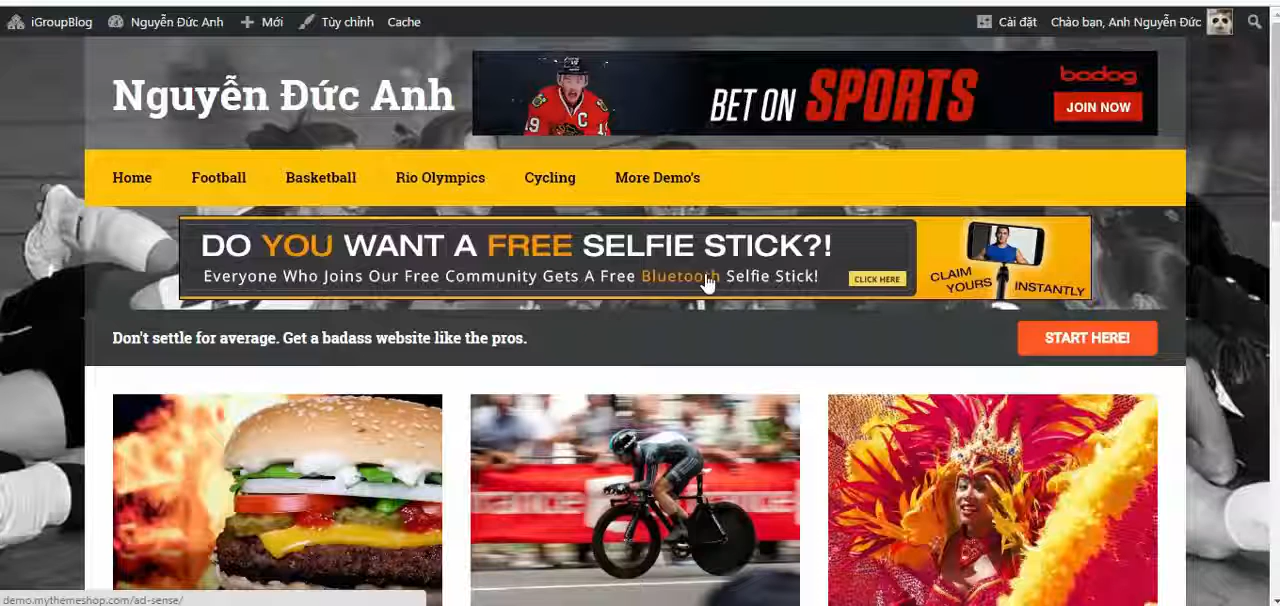 iGroupBlog Nguyễn Đức Anh Mới Tùy chỉnh Cache Cài đặt Chào bạn, Anh Nguyễn Đức
Nguyễn Đức Anh
19 C 19
BET ON SPORTS
bodog
JOIN NOW
Home Football Basketball Rio Olympics Cycling More Demo's
DO YOU WANT A FREE SELFIE STICK?!
Everyone Who Joins Our Free Community Gets A Free Bluetooth Selfie Stick!
CLICK HERE
CLAIM YOURS INSTANTLY
Don't settle for average. Get a badass website like the pros.
START HERE!
demo.mythemeshop.com/ad-sense/